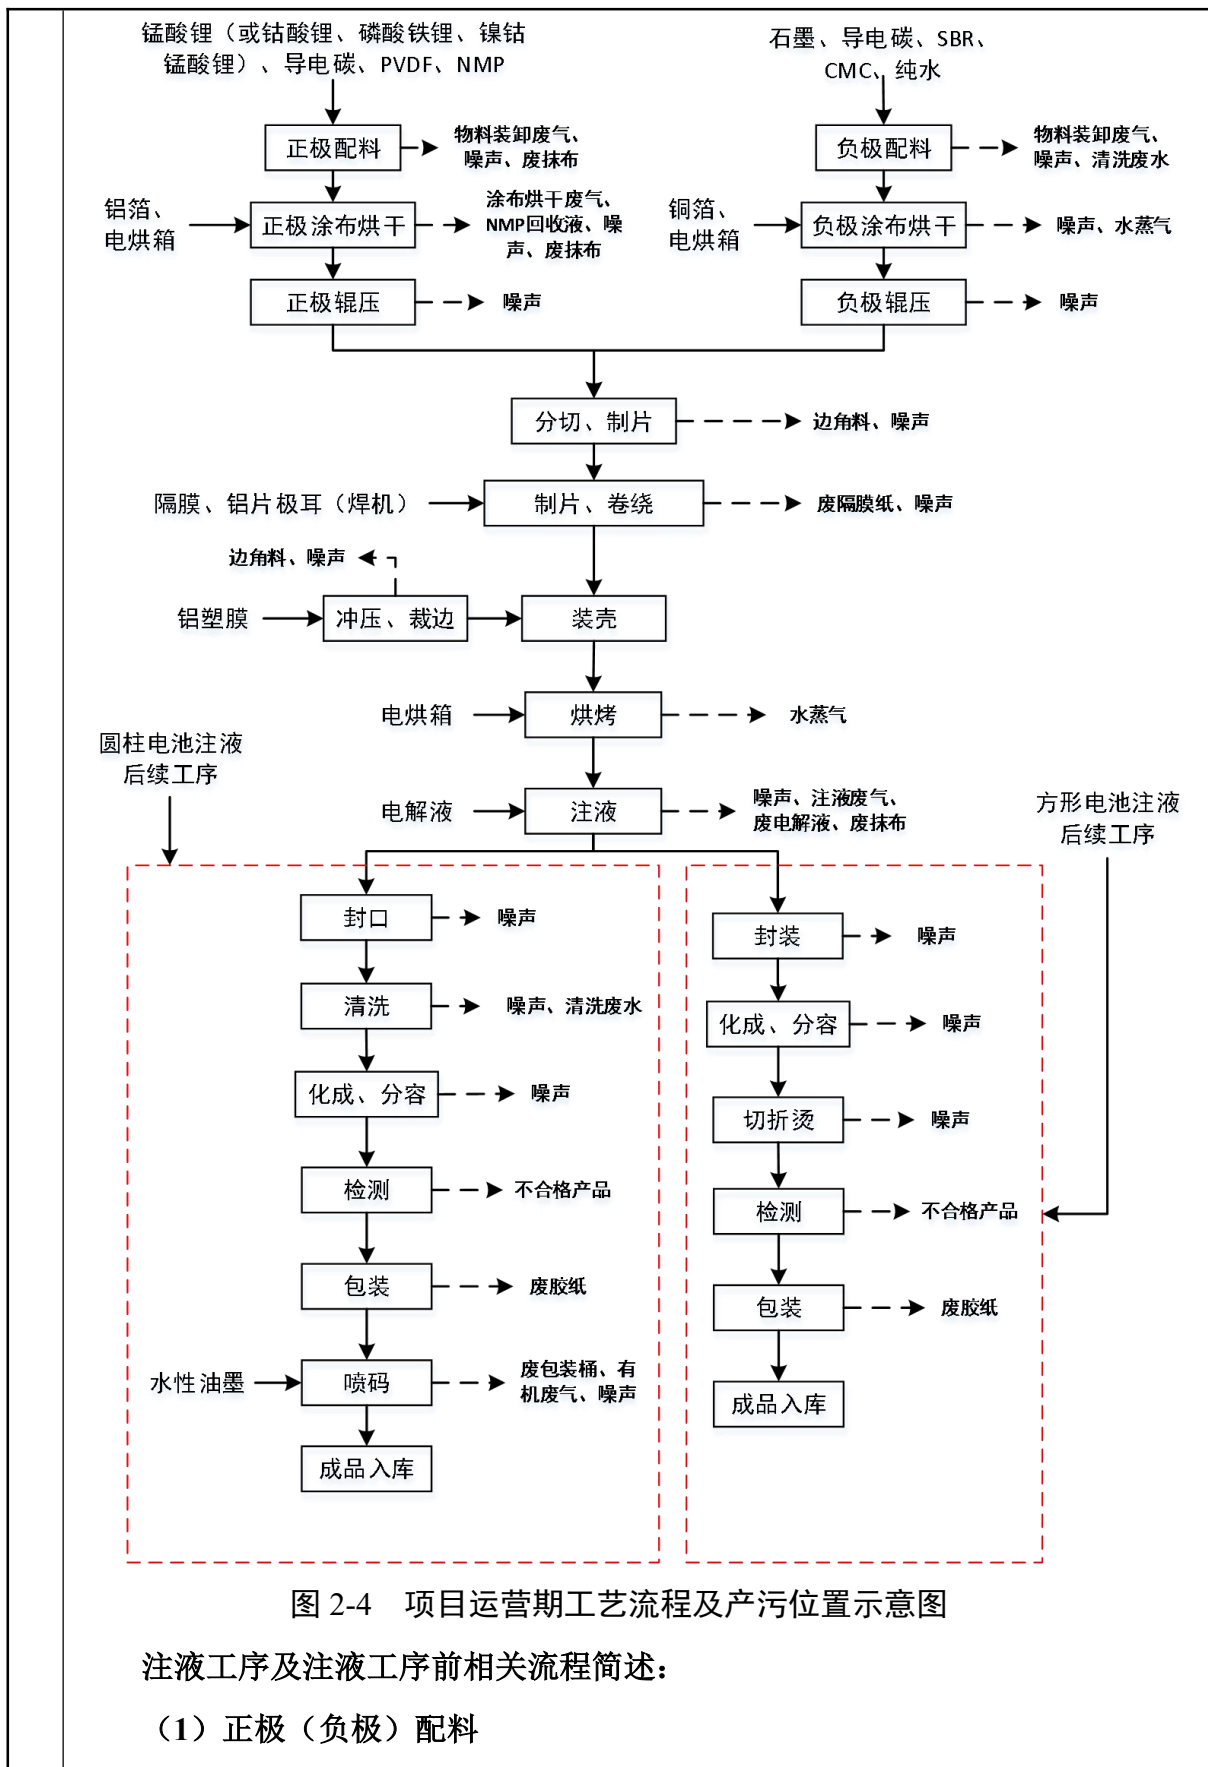 锰酸锂（或钴酸锂、磷酸铁锂、镍钴
锰酸锂）、导电碳、PVDF、NMP
石墨、导电碳、SBR、
CMC、纯水
正极配料
物料装卸废气、
噪声、废抹布
负极配料
物料装卸废气、
噪声、清洗废水
铝箔、
电烘箱
正极涂布烘干
涂布烘干废气、
NMP回收液、噪
声、废抹布
铜箔、
电烘箱
负极涂布烘干
噪声、水蒸气
正极辊压
噪声
负极辊压
噪声
分切、制片
边角料、噪声
隔膜、铝片极耳（焊机）
制片、卷绕
废隔膜纸、噪声
边角料、噪声
铝塑膜
冲压、裁边
装壳
电烘箱
烘烤
水蒸气
圆柱电池注液
后续工序
电解液
注液
噪声、注液废气、
废电解液、废抹布
方形电池注液
后续工序
封口
噪声
清洗
噪声、清洗废水
化成、分容
噪声
检测
不合格产品
包装
废胶纸
水性油墨
喷码
废包装桶、有
机废气、噪声
成品入库
封装
噪声
化成、分容
噪声
切折烫
噪声
检测
不合格产品
包装
废胶纸
成品入库
图 2-4 项目运营期工艺流程及产污位置示意图
注液工序及注液工序前相关流程简述：
（1）正极（负极）配料